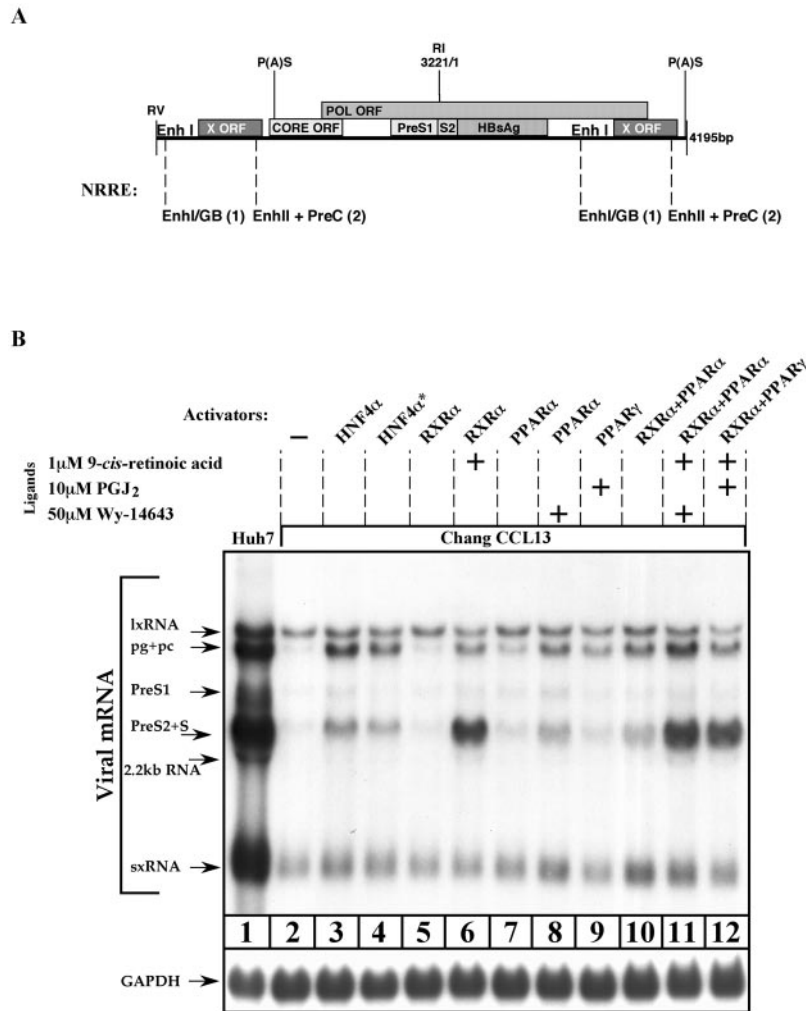 A
RI
P(A)S 3221/1 P(A)S
RV
POL ORF
Enh I X ORF CORE ORF PreS1 S2 HBsAg Enh I X ORF 4195bp
NRRE:
EnhI/GB (1) EnhII + PreC (2) EnhI/GB (1) EnhII + PreC (2)
B
Activators: − HNF4α HNF4α* RXRα RXRα PPARα PPARα PPARγ RXRα+PPARα RXRα+PPARα RXRα+PPARγ
Ligands
1μM 9-cis-retinoic acid + + +
10μM PGJ2 + +
50μM Wy-14643 + +
Huh7 Chang CCL13
Viral mRNA
lxRNA
pg+pc
PreS1
PreS2+S
2.2kb RNA
sxRNA
1 2 3 4 5 6 7 8 9 10 11 12
GAPDH